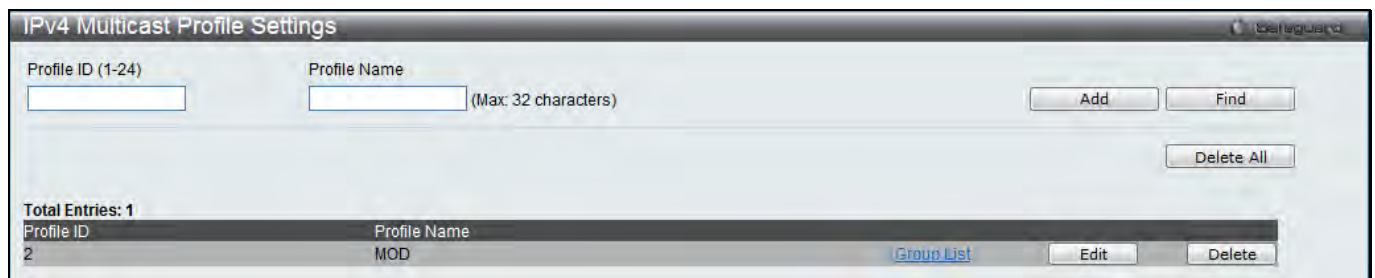 IPv4 Multicast Profile Settings
Safeguard
Profile ID (1-24) Profile Name
(Max: 32 characters) Add Find
Delete All
Total Entries: 1
Profile ID Profile Name
2 MOD Group List Edit Delete